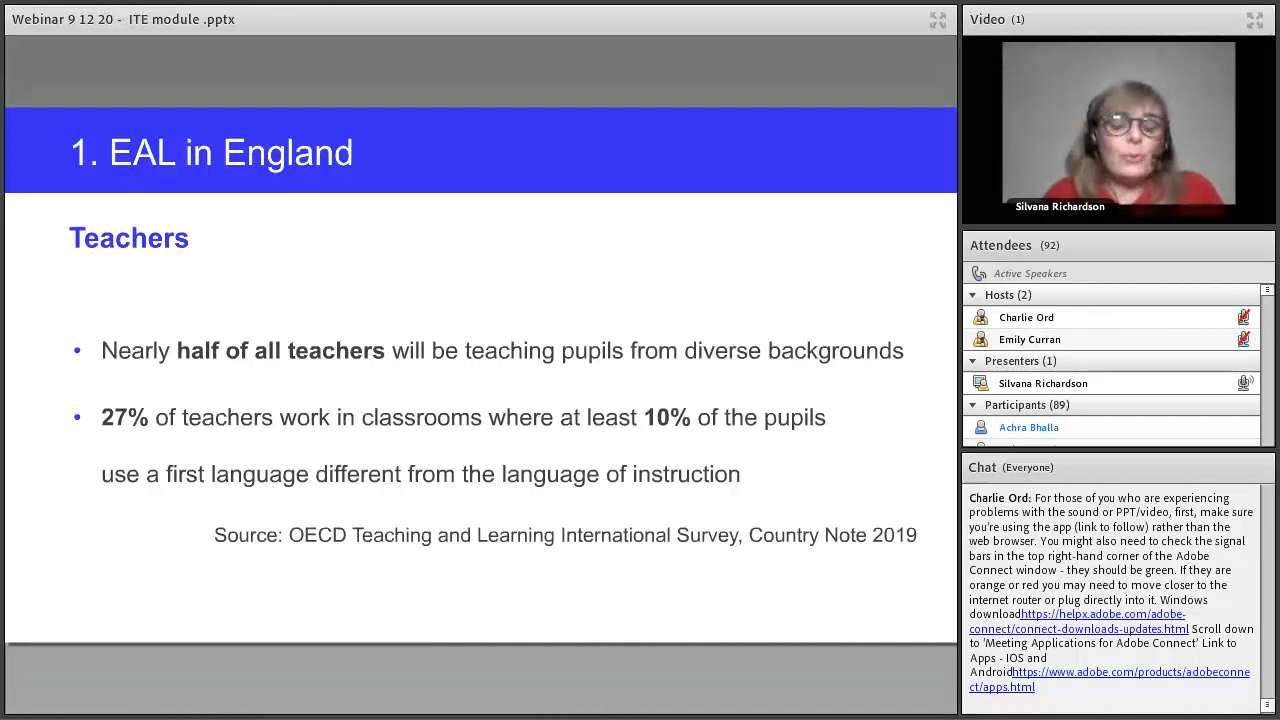 Webinar 9 12 20 -  ITE module .pptx
1. EAL in England
Teachers
• Nearly half of all teachers will be teaching pupils from diverse backgrounds
• 27% of teachers work in classrooms where at least 10% of the pupils
use a first language different from the language of instruction
Source: OECD Teaching and Learning International Survey, Country Note 2019
Video (1)
Silvana Richardson
Attendees (92)
Active Speakers
Hosts (2)
Charlie Ord
Emily Curran
Presenters (1)
Silvana Richardson
Participants (89)
Achra Bhalla
Chat (Everyone)
Charlie Ord: For those of you who are experiencing
problems with the sound or PPT/video, first, make sure
you're using the app (link to follow) rather than the
web browser. You might also need to check the signal
bars in the top right-hand corner of the Adobe
Connect window - they should be green. If they are
orange or red you may need to move closer to the
internet router or plug directly into it. Windows
downloadhttps://helpx.adobe.com/adobe-
connect/connect-downloads-updates.html Scroll down
to 'Meeting Applications for Adobe Connect' Link to
Apps - IOS and
Androidhttps://www.adobe.com/products/adobeconne
ct/apps.html